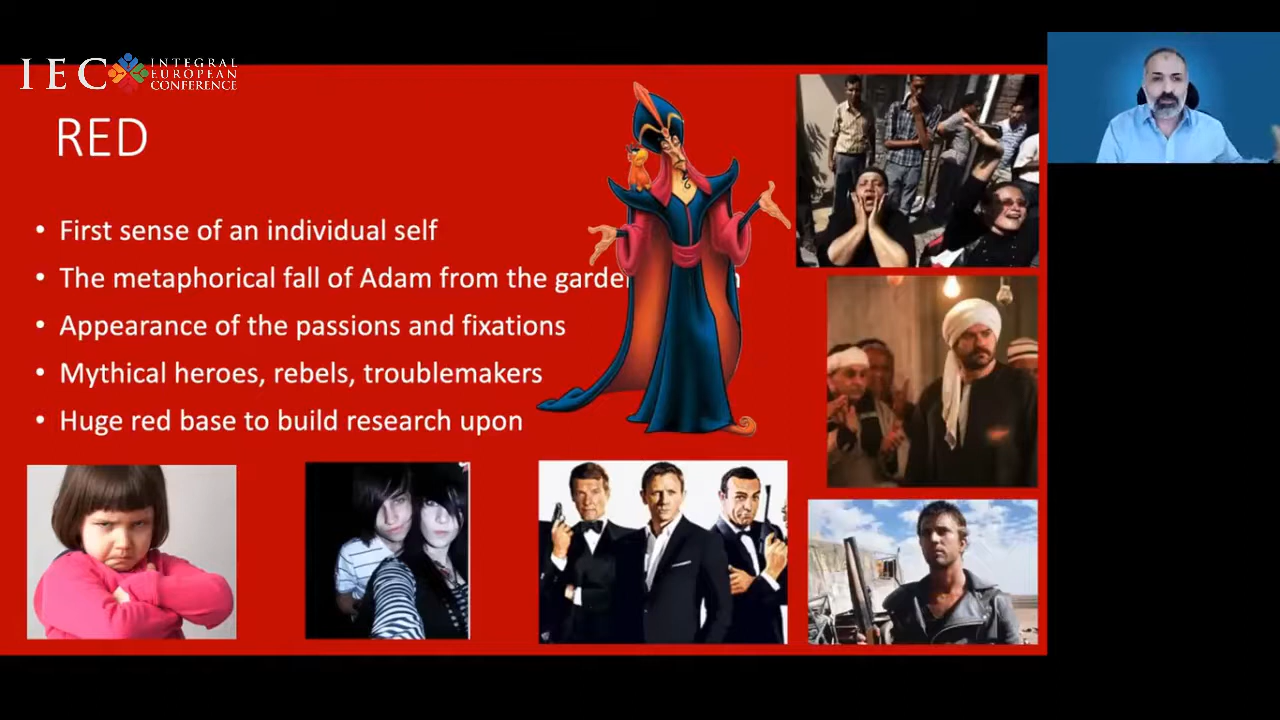 IEC INTEGRAL
EUROPEAN
CONFERENCE
RED
• First sense of an individual self
• The metaphorical fall of Adam from the
• Appearance of the passions and fixations
• Mythical heroes, rebels, troublemakers
• Huge red base to build research upon